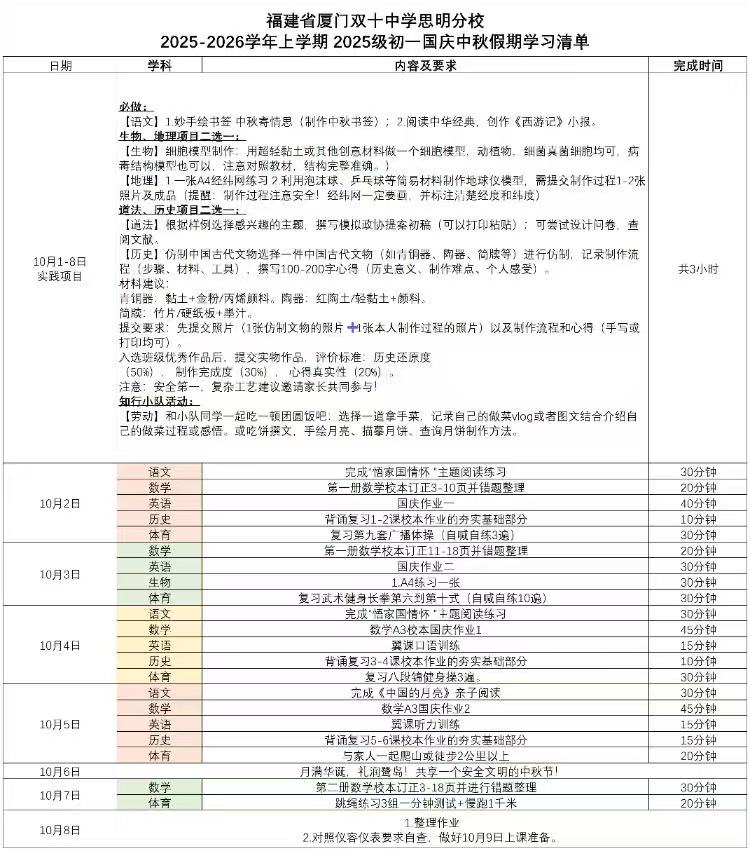 福建省厦门双十中学思明分校
2025-2026学年上学期 2025级初一国庆中秋假期学习清单
日期 学科 内容及要求 完成时间
10月1-8日
实践项目
必做：
【语文】1.妙手绘书签 中秋寄情思（制作中秋书签）；2.阅读中华经典，创作《西游记》小报。
生物、地理项目二选一：
【生物】细胞模型制作：用超轻黏土或其他创意材料做一个细胞模型，动植物，细菌真菌细胞均可，病
毒结构模型也可以，注意对照教材，结构完整准确。）
【地理】1.一张A4经纬网练习 2.利用泡沫球、乒乓球等简易材料制作地球仪模型，需提交制作过程1-2张
照片及成品（提醒：制作过程注意安全！经纬网一定要画，并标注清楚经度和纬度）
道法、历史项目二选一：
【道法】根据样例选择感兴趣的主题，撰写模拟政协提案初稿（可以打印粘贴）；可尝试设计问卷，查
阅文献。
【历史】仿制中国古代文物选择一件中国古代文物（如青铜器、陶器、简牍等）进行仿制，记录制作流
程（步骤、材料、工具），撰写100-200字心得（历史意义、制作难点、个人感受）。
材料建议：
青铜器：黏土+金粉/丙烯颜料。陶器：红陶土/轻黏土+颜料。
简牍：竹片/硬纸板+墨汁。
提交要求：先提交照片（1张仿制文物的照片+1张本人制作过程的照片）以及制作流程和心得（手写或
打印均可）。
入选班级优秀作品后，提交实物作品，评价标准：历史还原度
（50%），制作完成度（30%），心得真实性（20%）。
注意：安全第一，复杂工艺建议邀请家长共同参与！
知行小队活动：
【劳动】和小队同学一起吃一顿团圆饭吧：选择一道拿手菜，记录自己的做菜vlog或者图文结合介绍自
己的做菜过程或感悟。或吃饼撰文，手绘月亮、描摹月饼、查询月饼制作方法。
共3小时
10月2日
语文 完成“悟家国情怀”主题阅读练习 30分钟
数学 第一册数学校本订正3-10页并错题整理 20分钟
英语 国庆作业一 40分钟
历史 背诵复习1-2课校本作业的夯实基础部分 10分钟
体育 复习第九套广播体操（自喊自练3遍） 30分钟
10月3日
数学 第一册数学校本订正11-18页并错题整理 20分钟
英语 国庆作业二 30分钟
生物 1.A4练习一张 30分钟
体育 复习武术健身长拳第六到第十式（自喊自练10遍） 30分钟
10月4日
语文 完成“悟家国情怀”主题阅读练习 30分钟
数学 数学A3校本国庆作业1 45分钟
英语 翼课口语训练 15分钟
历史 背诵复习3-4课校本作业的夯实基础部分 10分钟
体育 复习八段锦健身操3遍。 30分钟
10月5日
语文 完成《中国的月亮》亲子阅读 30分钟
数学 数学A3国庆作业2 45分钟
英语 翼课听力训练 15分钟
历史 背诵复习5-6课校本作业的夯实基础部分 15分钟
体育 与家人一起爬山或徒步2公里以上 20分钟
10月6日 月满华诞，礼润鹭岛！共享一个安全文明的中秋节！
10月7日
数学 第二册数学校本订正3-18页并进行错题整理 30分钟
体育 跳绳练习3组一分钟测试+慢跑1千米 20分钟
10月8日
1.整理作业
2.对照仪容仪表要求自查，做好10月9日上课准备。